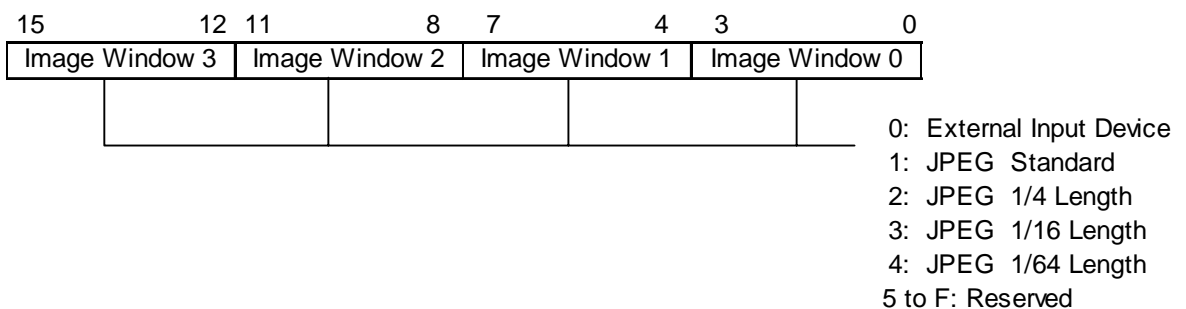 15 12 11 8 7 4 3 0
Image Window 3 Image Window 2 Image Window 1 Image Window 0
0: External Input Device
1: JPEG Standard
2: JPEG 1/4 Length
3: JPEG 1/16 Length
4: JPEG 1/64 Length
5 to F: Reserved